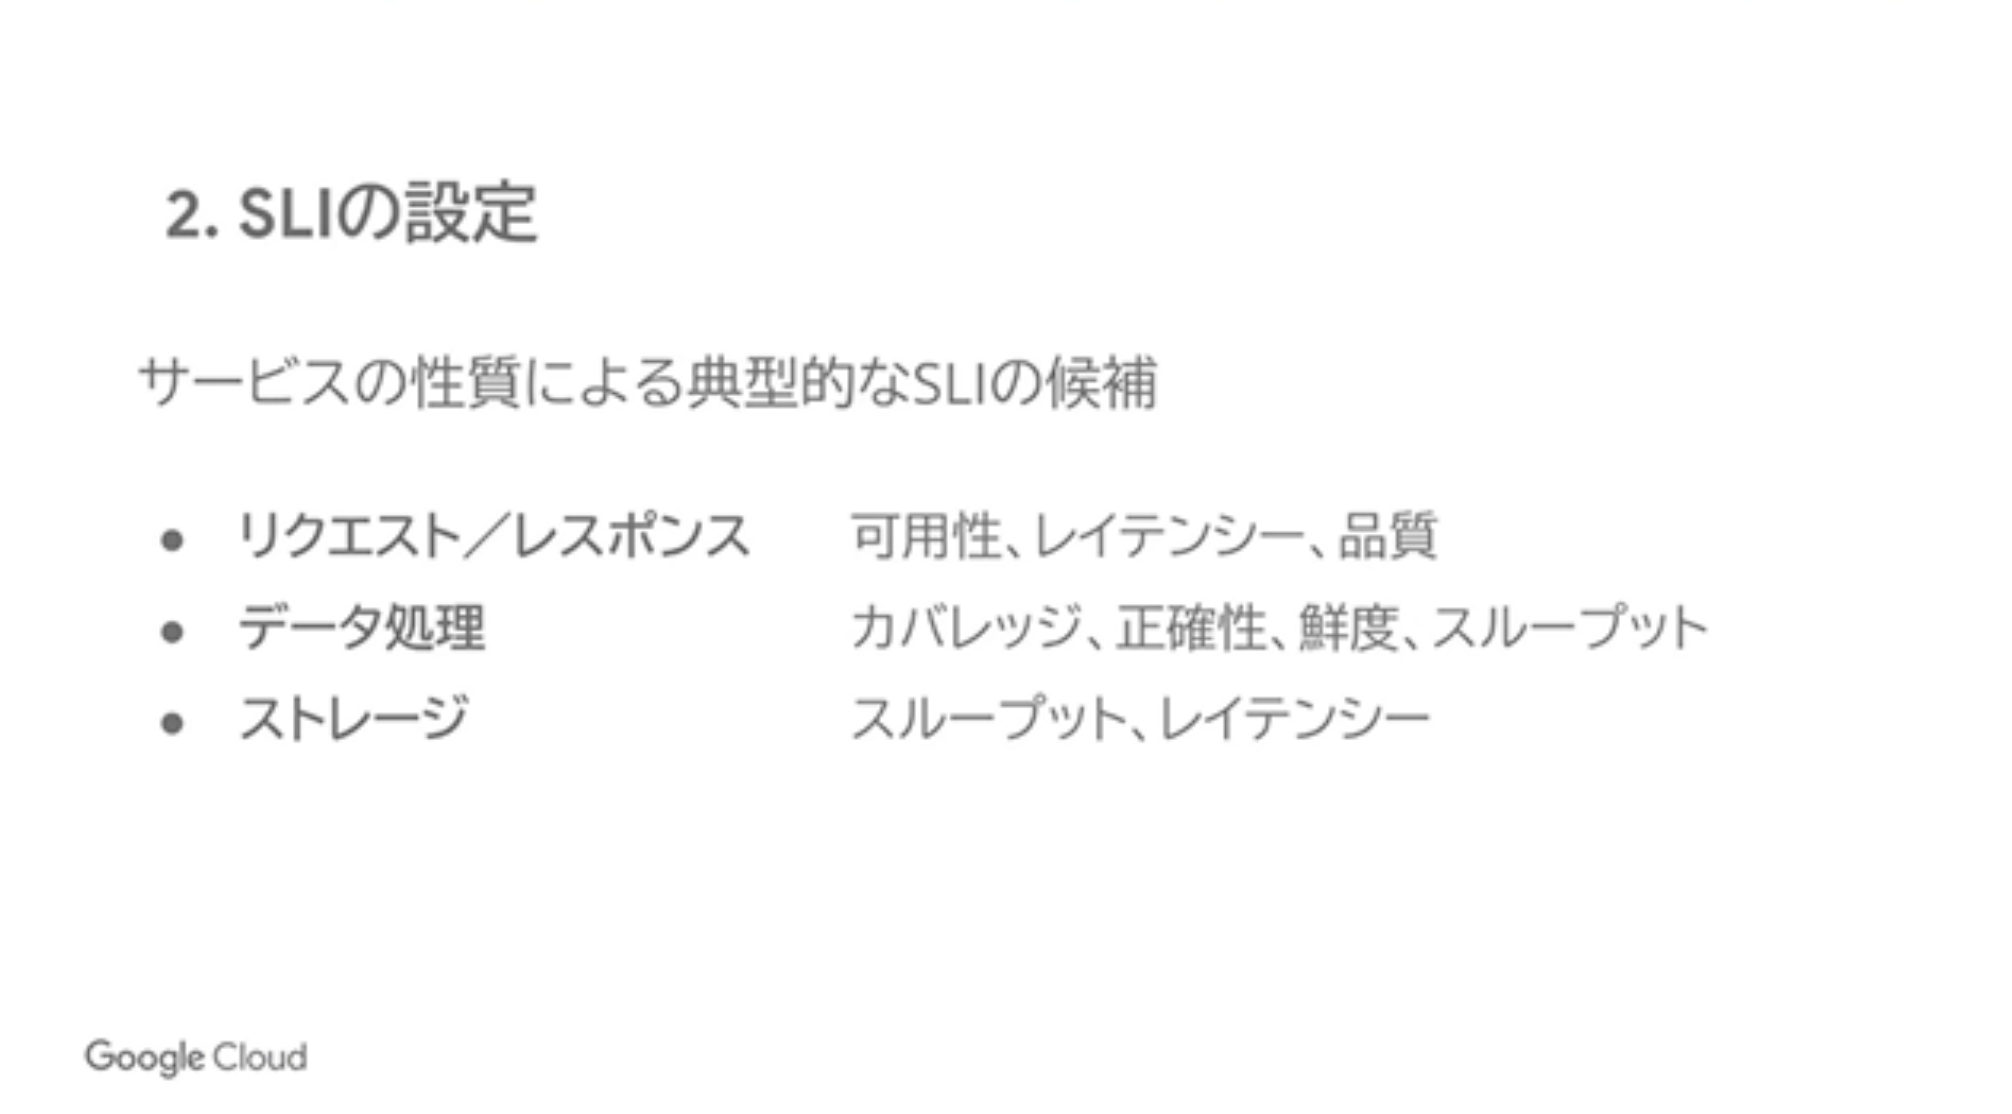 2. SLIの設定
サービスの性質による典型的なSLIの候補
● リクエスト／レスポンス 可用性、レイテンシー、品質
● データ処理 カバレッジ、正確性、鮮度、スループット
● ストレージ スループット、レイテンシー
Google Cloud